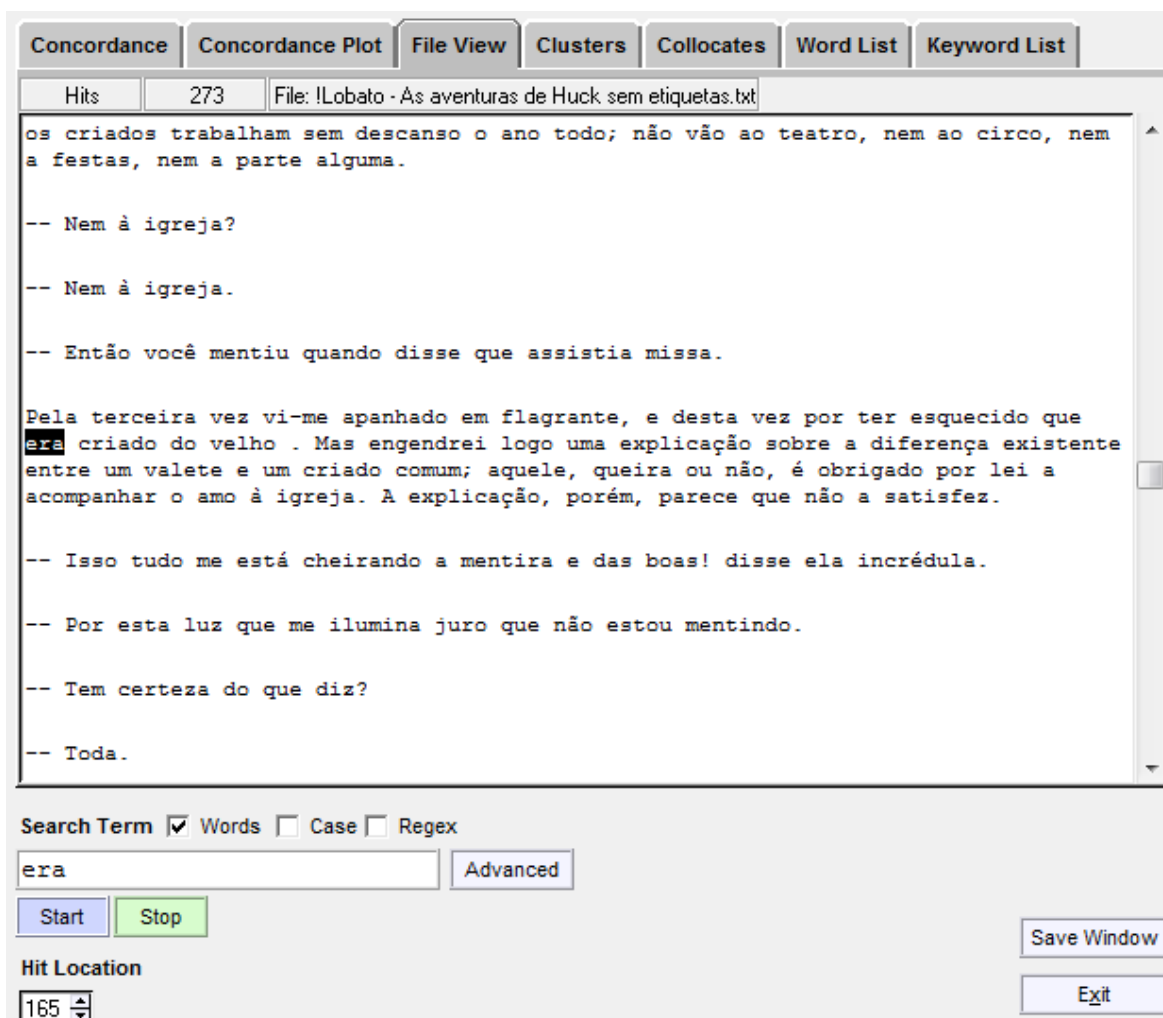 Concordance Concordance Plot File View Clusters Collocates Word List Keyword List
Hits 273 File: !Lobato - As aventuras de Huck sem etiquetas.txt
os criados trabalham sem descanso o ano todo; não vão ao teatro, nem ao circo, nem
a festas, nem a parte alguma.
-- Nem à igreja?
-- Nem à igreja.
-- Então você mentiu quando disse que assistia missa.
Pela terceira vez vi-me apanhado em flagrante, e desta vez por ter esquecido que
era criado do velho . Mas engendrei logo uma explicação sobre a diferença existente
entre um valete e um criado comum; aquele, queira ou não, é obrigado por lei a
acompanhar o amo à igreja. A explicação, porém, parece que não a satisfez.
-- Isso tudo me está cheirando a mentira e das boas! disse ela incrédula.
-- Por esta luz que me ilumina juro que não estou mentindo.
-- Tem certeza do que diz?
-- Toda.
Search Term Words Case Regex
era Advanced
Start Stop
Save Window
Hit Location
Exit
165